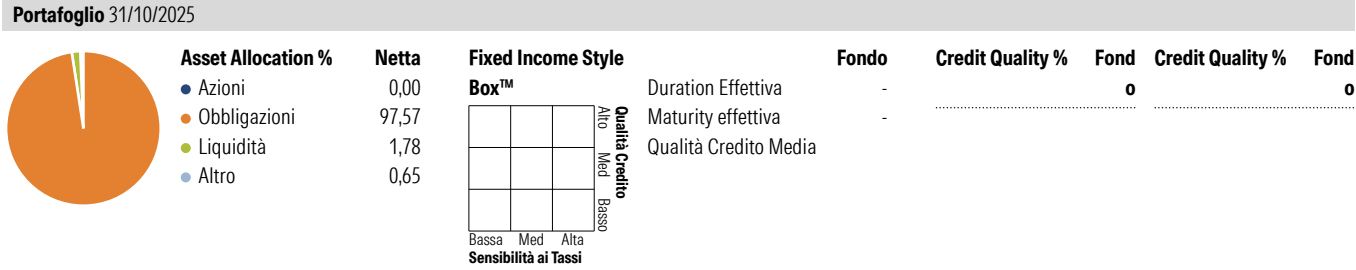 Portafoglio 31/10/2025
Asset Allocation % Netta
Azioni 0,00
Obbligazioni 97,57
Liquidità 1,78
Altro 0,65
Fixed Income Style
Box™
Alto Med Basso
Qualità Credito
Bassa Med Alta
Sensibilità ai Tassi
Fondo
Duration Effettiva -
Maturity effettiva -
Qualità Credito Media
Credit Quality % Fond
o
Credit Quality % Fond
o